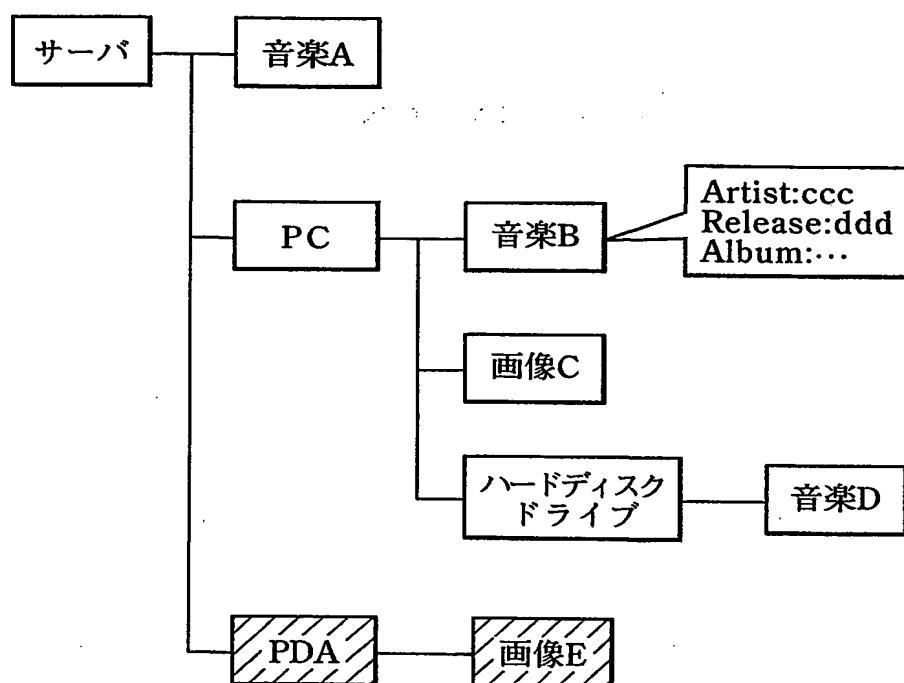 サーバ
音楽A
PC
音楽B
Artist:ccc
Release:ddd
Album:…
画像C
ハードディスク
ドライブ
音楽D
PDA
画像E